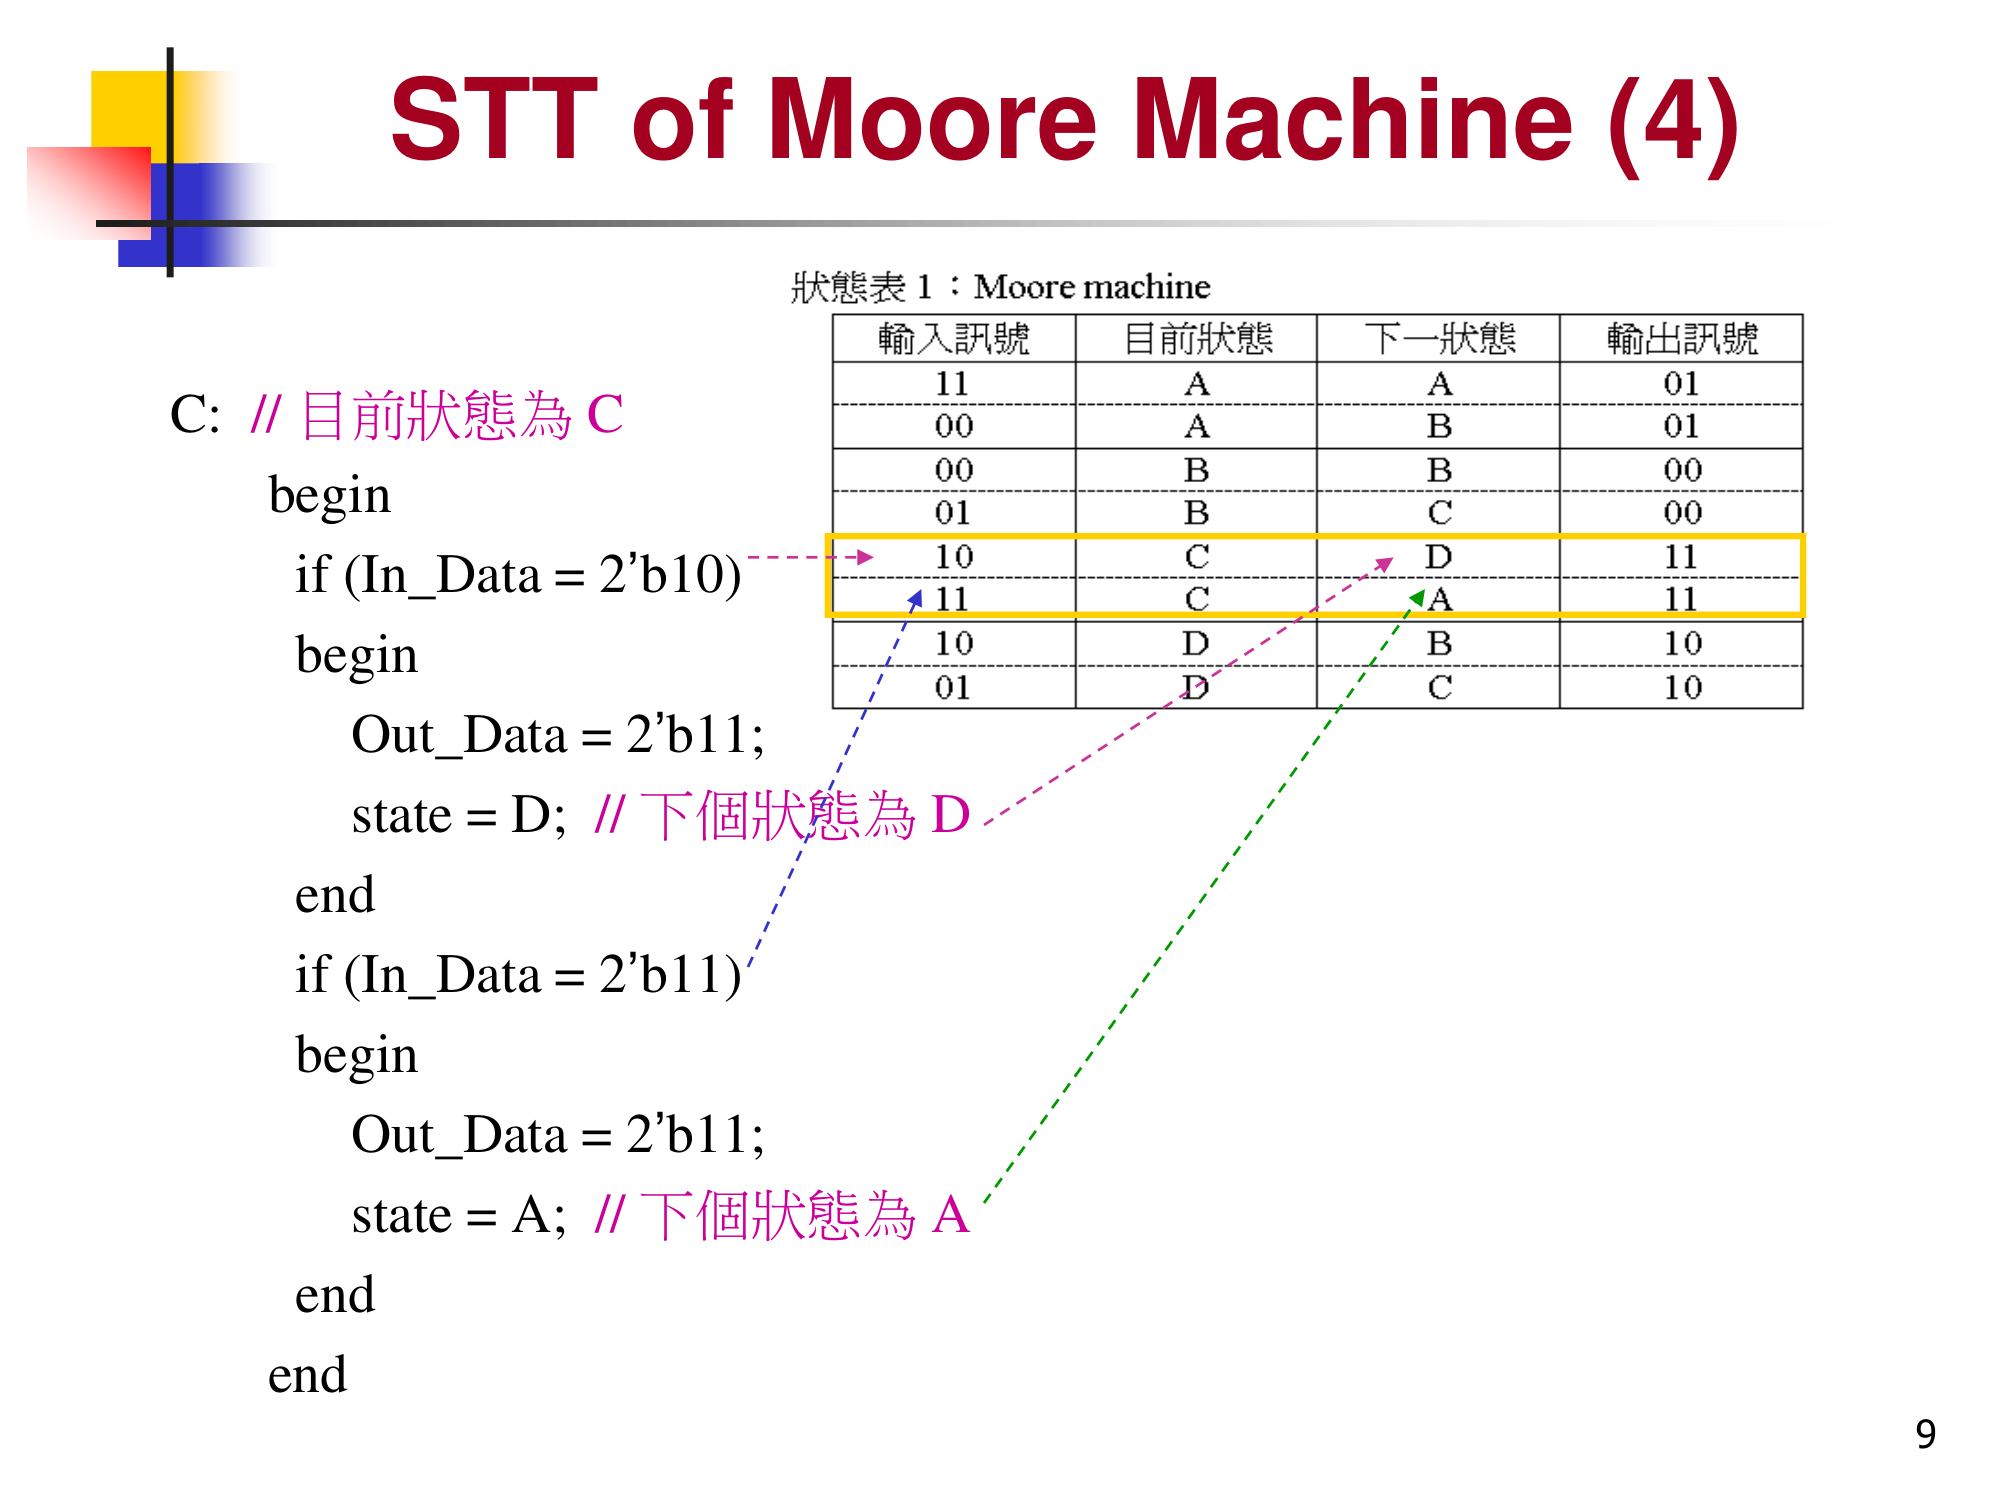 STT of Moore Machine (4)
狀態表 1：Moore machine
輸入訊號 目前狀態 下一狀態 輸出訊號
11 A A 01
00 A B 01
00 B B 00
01 B C 00
10 C D 11
11 C A 11
10 D B 10
01 D C 10
C: // 目前狀態為 C
begin
if (In_Data = 2’b10)
begin
Out_Data = 2’b11;
state = D; // 下個狀態為 D
end
if (In_Data = 2’b11)
begin
Out_Data = 2’b11;
state = A; // 下個狀態為 A
end
end
9